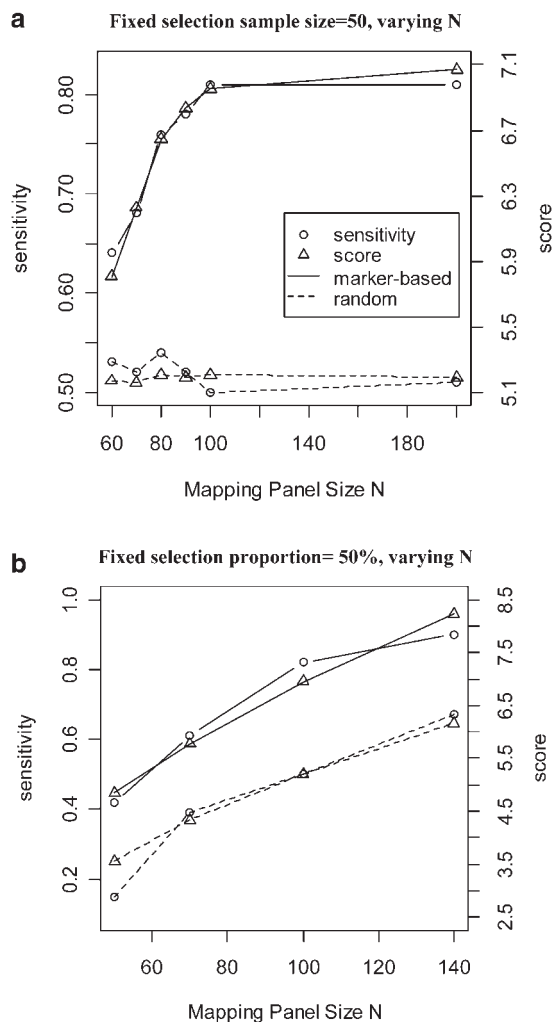 a
Fixed selection sample size=50, varying N
sensitivity
0.50 0.60 0.70 0.80
score
5.1 5.5 5.9 6.3 6.7 7.1
sensitivity
score
marker-based
random
60 80 100 140 180
Mapping Panel Size N
b
Fixed selection proportion= 50%, varying N
sensitivity
0.2 0.4 0.6 0.8 1.0
score
2.5 3.5 4.5 5.5 6.5 7.5 8.5
60 80 100 120 140
Mapping Panel Size N